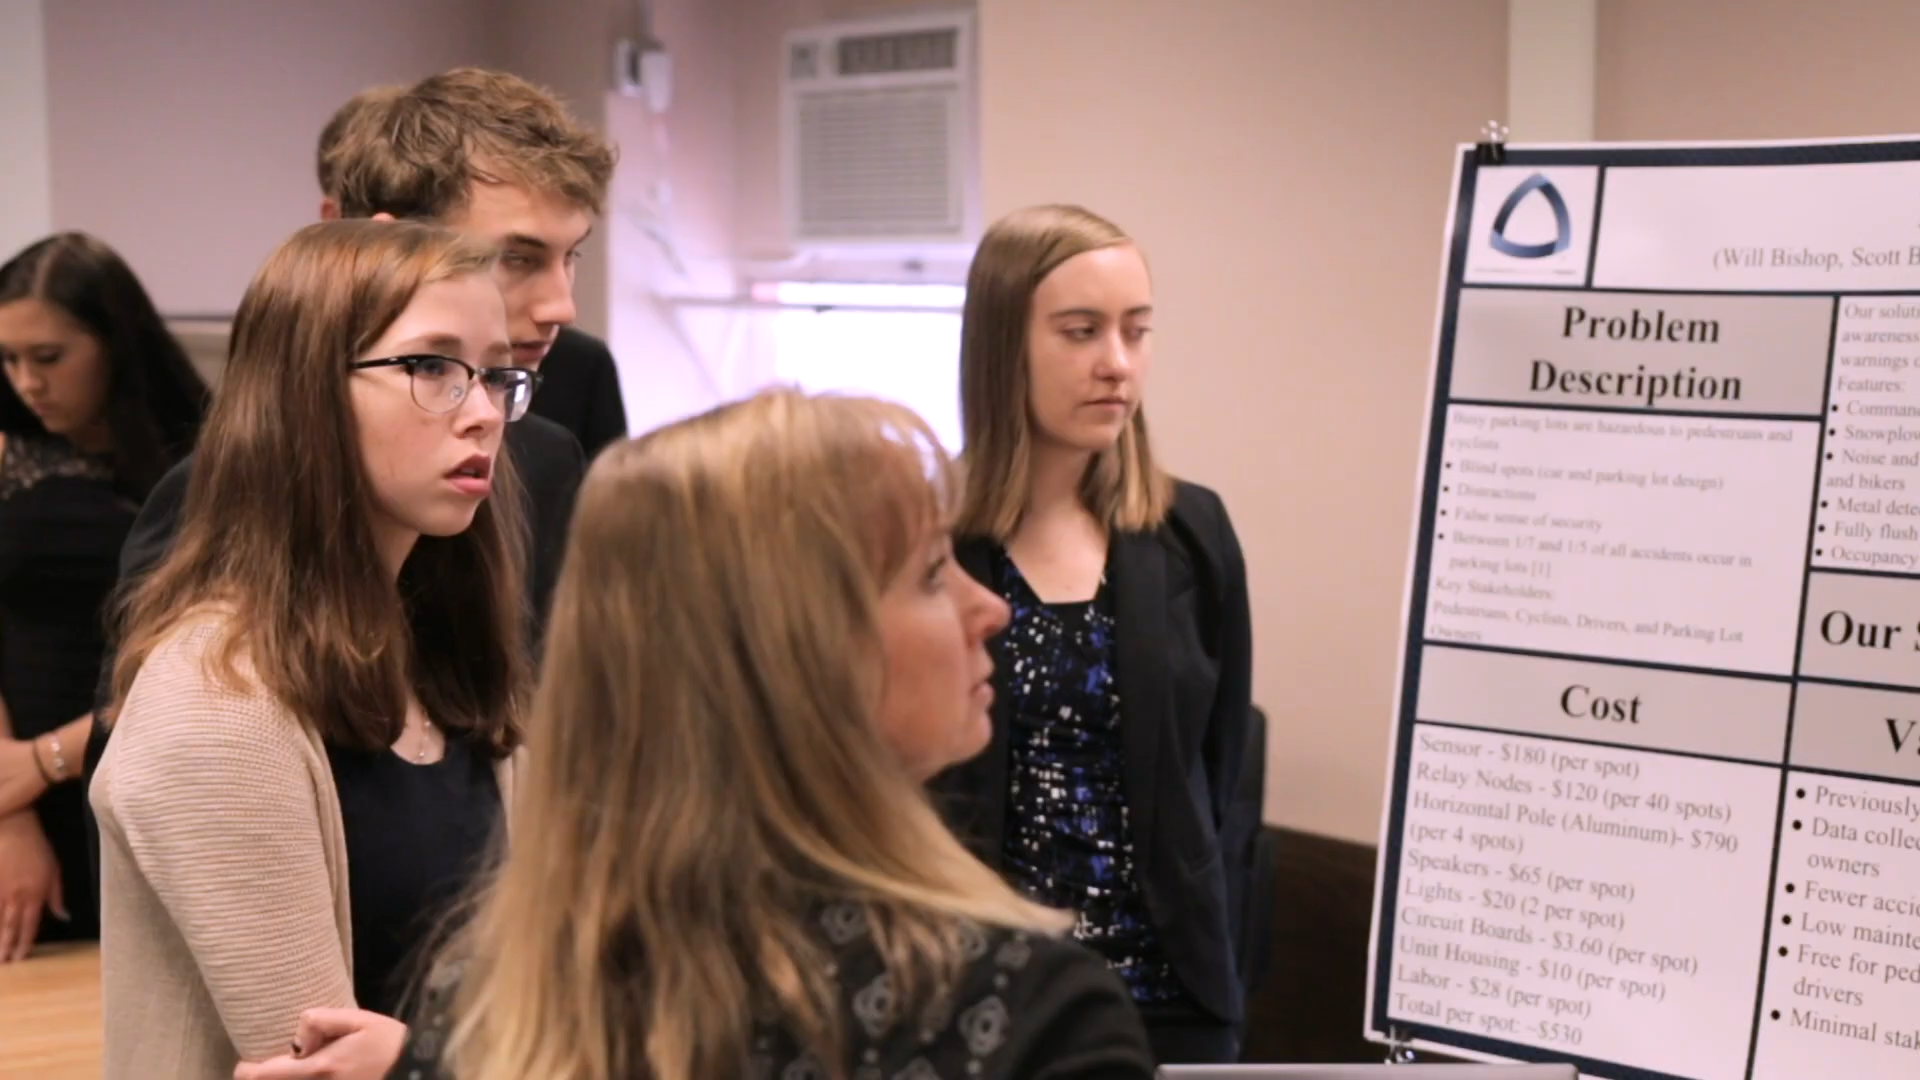 (Will Bishop, Scott B
Problem
Description
Busy parking lots are hazardous to pedestrians and
cyclists
• Blind spots (car and parking lot design)
• Distractions
• False sense of security
• Between 1/7 and 1/5 of all accidents occur in
parking lots [1]
Key Stakeholders:
Pedestrians, Cyclists, Drivers, and Parking Lot
Owners
Cost
Sensor - $180 (per spot)
Relay Nodes - $120 (per 40 spots)
Horizontal Pole (Aluminum)- $790
(per 4 spots)
Speakers - $65 (per spot)
Lights - $20 (2 per spot)
Circuit Boards - $3.60 (per spot)
Unit Housing - $10 (per spot)
Labor - $28 (per spot)
Total per spot: ~$530
Our soluti
awareness
warnings o
Features:
• Comman
• Snowplov
• Noise and
and bikers
• Metal dete
• Fully flush
• Occupancy
Our S
Va
• Previously
• Data collec
owners
• Fewer accid
• Low mainte
• Free for ped
drivers
• Minimal stak